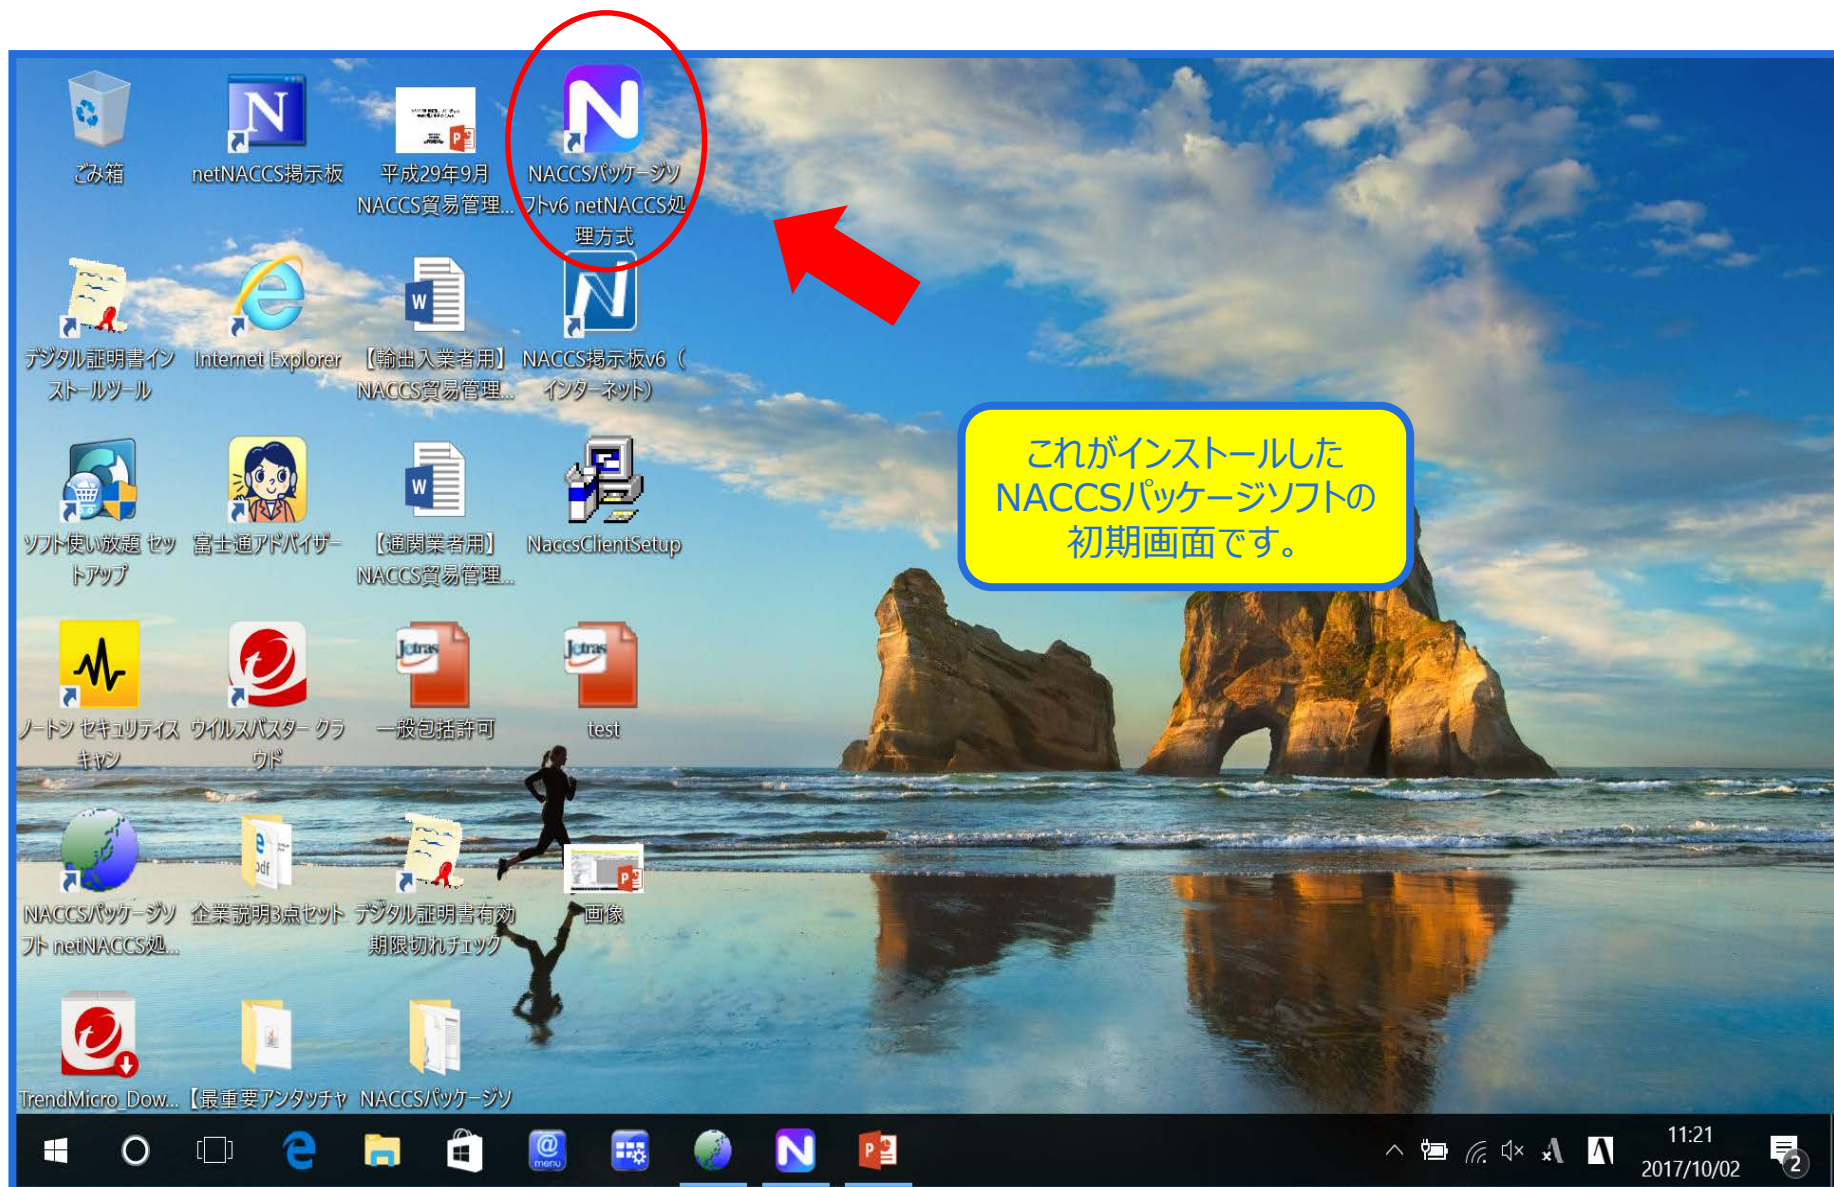 ごみ箱
netNACCS掲示板
平成29年9月
NACCS貿易管理...
NACCSパッケージソ
フトv6 netNACCS処
理方式
デジタル証明書イン
ストールツール
Internet Explorer
【輸出入業者用】
NACCS貿易管理...
NACCS掲示板v6（
インターネット）
これがインストールした
NACCSパッケージソフトの
初期画面です。
ソフト使い放題 セッ
トアップ
富士通アドバイザー
【通関業者用】
NACCS貿易管理...
NaccsClientSetup
Jetras
Jetras
ノートン セキュリティス
キャン
ウイルスバスター クラ
ウド
一般包括許可
test
pdf
NACCSパッケージソ
フト netNACCS処...
企業説明3点セット
デジタル証明書有効
期限切れチェック
画像
TrendMicro_Dow...
【最重要アンタッチャ
NACCSパッケージソ
@
menu
11:21
2017/10/02
2